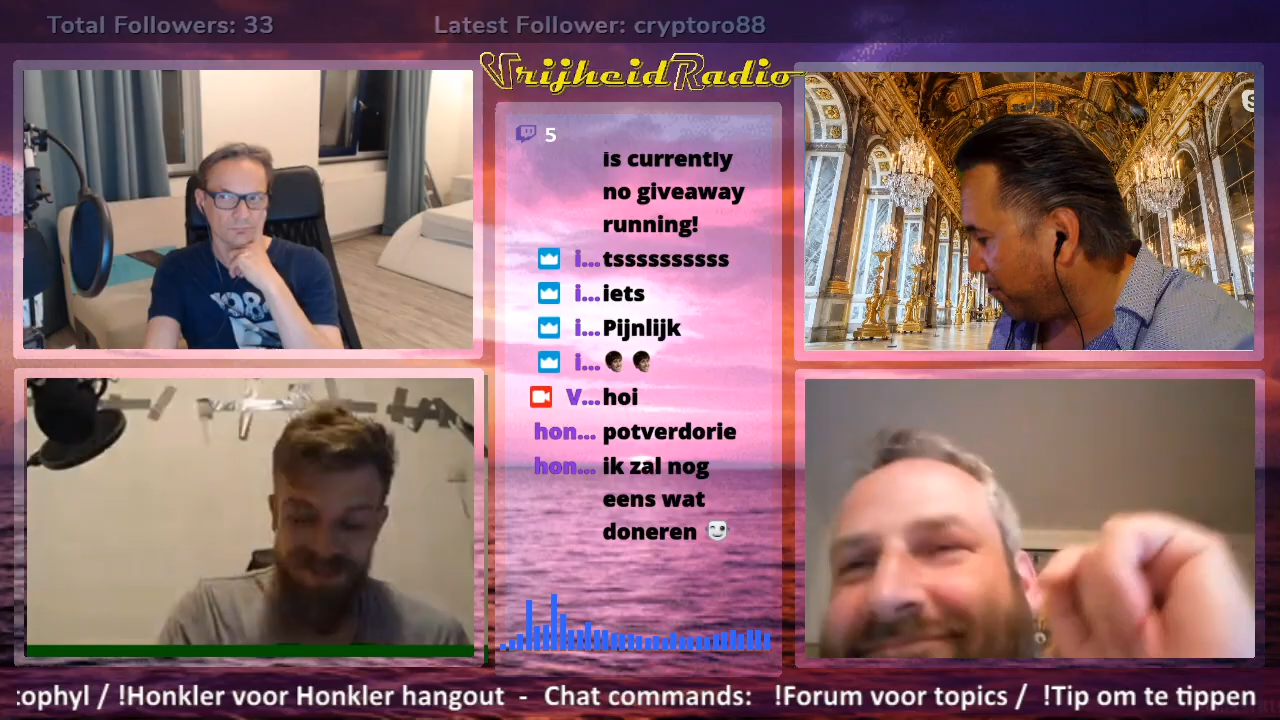 Total Followers: 33
Latest Follower: cryptoro88
VrijheidRadio
5
is currently
no giveaway
running!
i... tssssssssss
i... iets
i... Pijnlijk
i...
V... hoi
hon... potverdorie
hon... ik zal nog
eens wat
doneren
198
S
:ophyl / !Honkler voor Honkler hangout - Chat commands: !Forum voor topics / !Tip om te tippen